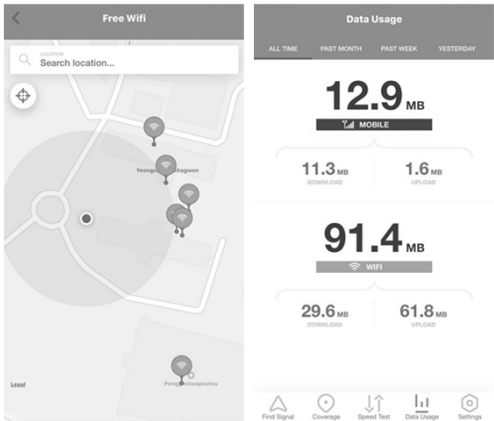 Free Wifi
LOCATION
Search location...
Legal
Data Usage
ALL TIME PAST MONTH PAST WEEK YESTERDAY
12.9 MB
MOBILE
11.3 MB 1.6 MB
DOWNLOAD UPLOAD
91.4 MB
WIFI
29.6 MB 61.8 MB
DOWNLOAD UPLOAD
Find Signal Coverage Speed Test Data Usage Settings